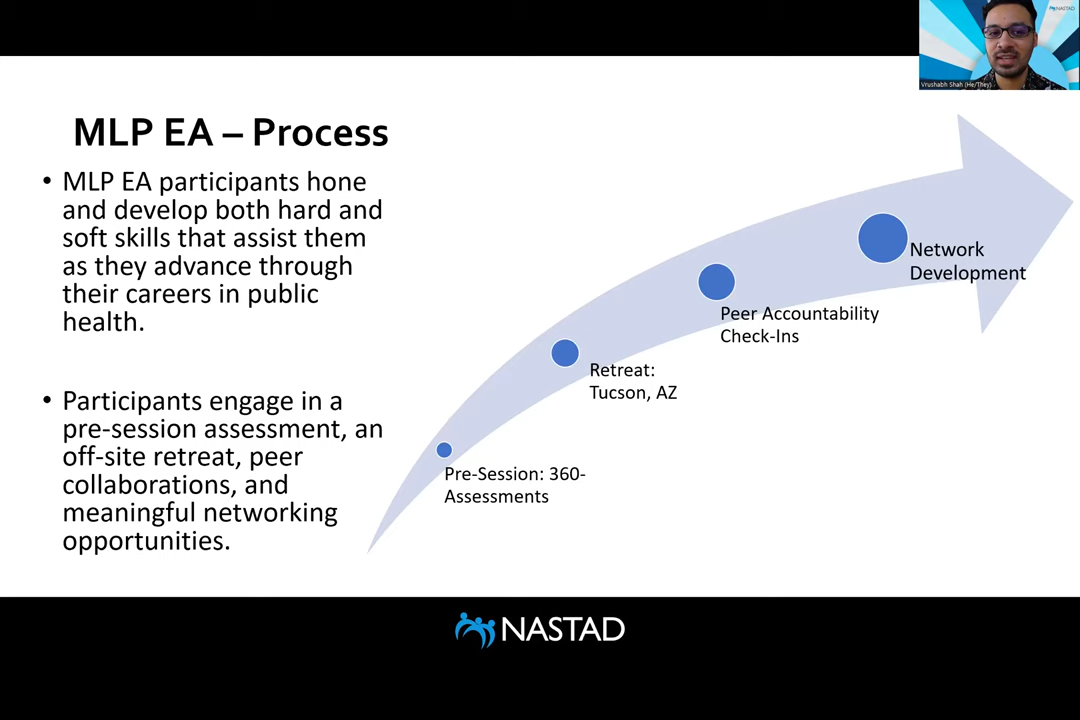 NASTAD
Vrushabh Shah (He/They)
MLP EA – Process
• MLP EA participants hone
and develop both hard and
soft skills that assist them
as they advance through
their careers in public
health.
• Participants engage in a
pre-session assessment, an
off-site retreat, peer
collaborations, and
meaningful networking
opportunities.
Pre-Session: 360-
Assessments
Retreat:
Tucson, AZ
Peer Accountability
Check-Ins
Network
Development
NASTAD